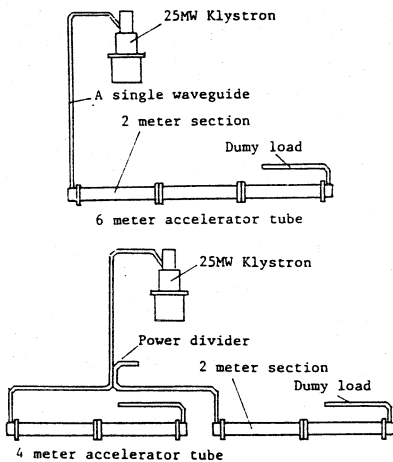 25MW Klystron
A single waveguide
2 meter section
Dumy load
6 meter accelerator tube
25MW Klystron
Power divider
2 meter section
Dumy load
4 meter accelerator tube